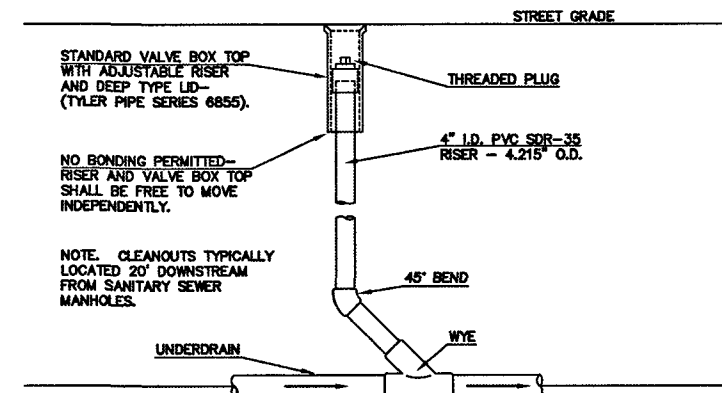 STREET GRADE
STANDARD VALVE BOX TOP
WITH ADJUSTABLE RISER
AND DEEP TYPE LID-
(TYLER PIPE SERIES 6855).
THREADED PLUG
4" I.D. PVC SDR-35
RISER - 4.215" O.D.
NO BONDING PERMITTED-
RISER AND VALVE BOX TOP
SHALL BE FREE TO MOVE
INDEPENDENTLY.
NOTE. CLEANOUTS TYPICALLY
LOCATED 20' DOWNSTREAM
FROM SANITARY SEWER
MANHOLES.
45° BEND
WYE
UNDERDRAIN